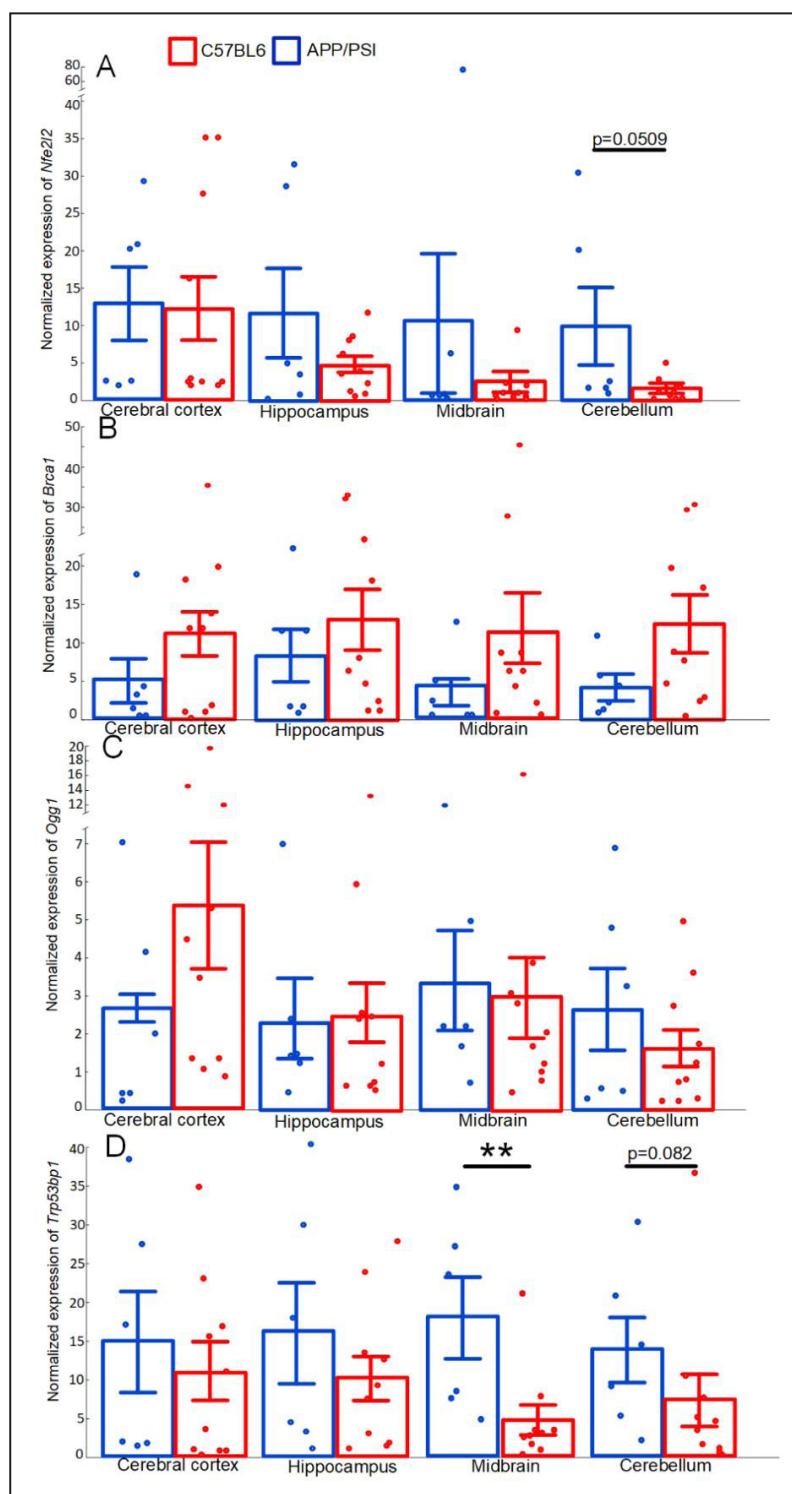 C57BL6 APP/PSI
A
80
60
40
35
30
25
20
15
10
5
0
Normalized expression of Nfe2l2
p=0.0509
Cerebral cortex Hippocampus Midbrain Cerebellum
B
50
40
30
20
15
10
5
0
Normalized expression of Brca1
Cerebral cortex Hippocampus Midbrain Cerebellum
C
20
18
16
14
12
7
6
5
4
3
2
1
0
Normalized expression of Ogg1
Cerebral cortex Hippocampus Midbrain Cerebellum
D
40
35
30
25
20
15
10
5
0
Normalized expression of Trp53bp1
**
p=0.082
Cerebral cortex Hippocampus Midbrain Cerebellum